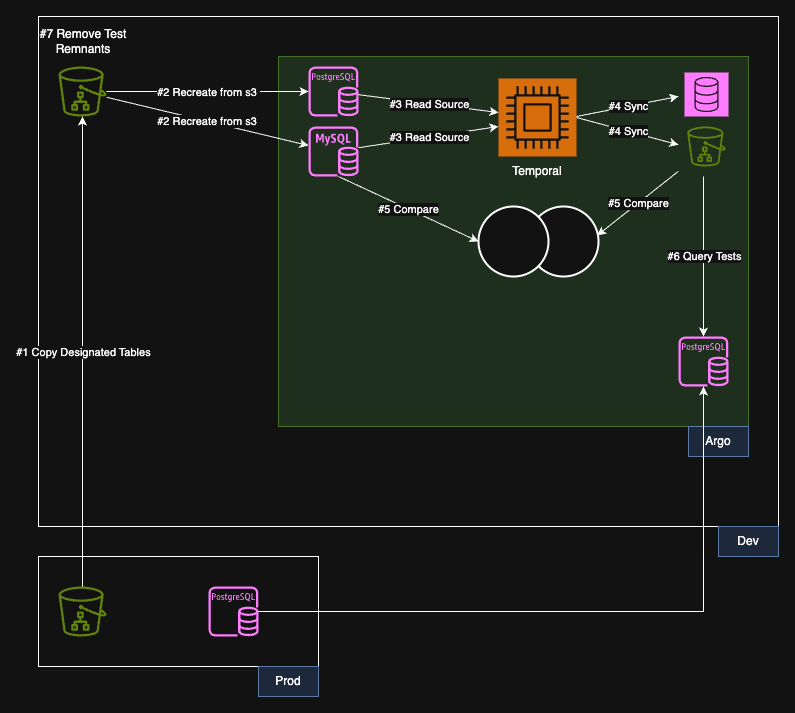 #7 Remove Test
Remnants
PostgreSQL
#2 Recreate from s3
#3 Read Source
#4 Sync
#2 Recreate from s3
MySQL
#3 Read Source
#4 Sync
Temporal
#5 Compare
#5 Compare
#6 Query Tests
#1 Copy Designated Tables
PostgreSQL
Argo
Dev
PostgreSQL
Prod